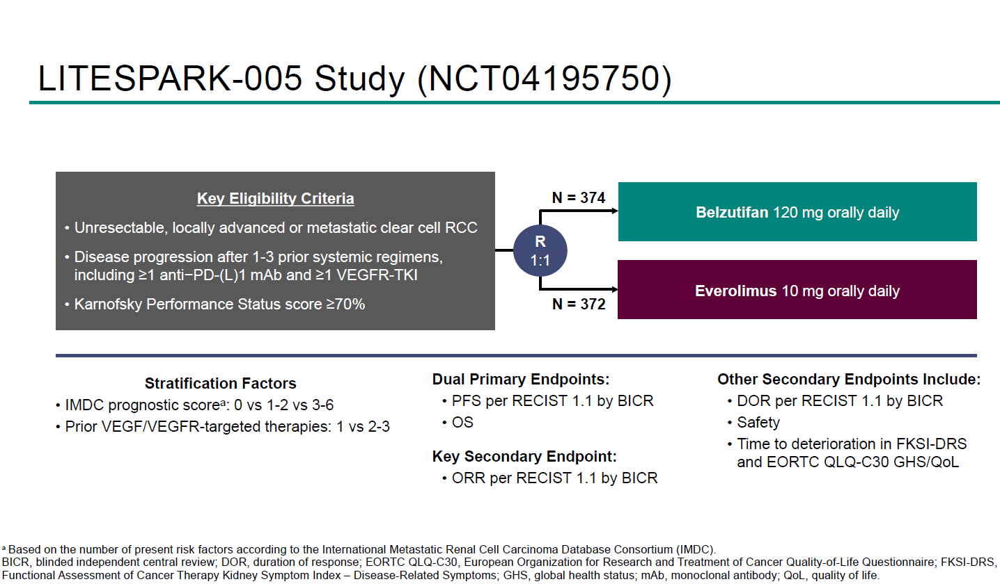 LITESPARK-005 Study (NCT04195750)
Key Eligibility Criteria
• Unresectable, locally advanced or metastatic clear cell RCC
• Disease progression after 1-3 prior systemic regimens,
including ≥1 anti−PD-(L)1 mAb and ≥1 VEGFR-TKI
• Karnofsky Performance Status score ≥70%
R
1:1
N = 374
Belzutifan 120 mg orally daily
N = 372
Everolimus 10 mg orally daily
Stratification Factors
• IMDC prognostic scoreᵃ: 0 vs 1-2 vs 3-6
• Prior VEGF/VEGFR-targeted therapies: 1 vs 2-3
Dual Primary Endpoints:
• PFS per RECIST 1.1 by BICR
• OS
Key Secondary Endpoint:
• ORR per RECIST 1.1 by BICR
Other Secondary Endpoints Include:
• DOR per RECIST 1.1 by BICR
• Safety
• Time to deterioration in FKSI-DRS
and EORTC QLQ-C30 GHS/QoL
ᵃ Based on the number of present risk factors according to the International Metastatic Renal Cell Carcinoma Database Consortium (IMDC).
BICR, blinded independent central review; DOR, duration of response; EORTC QLQ-C30, European Organization for Research and Treatment of Cancer Quality-of-Life Questionnaire; FKSI-DRS,
Functional Assessment of Cancer Therapy Kidney Symptom Index – Disease-Related Symptoms; GHS, global health status; mAb, monoclonal antibody; QoL, quality of life.